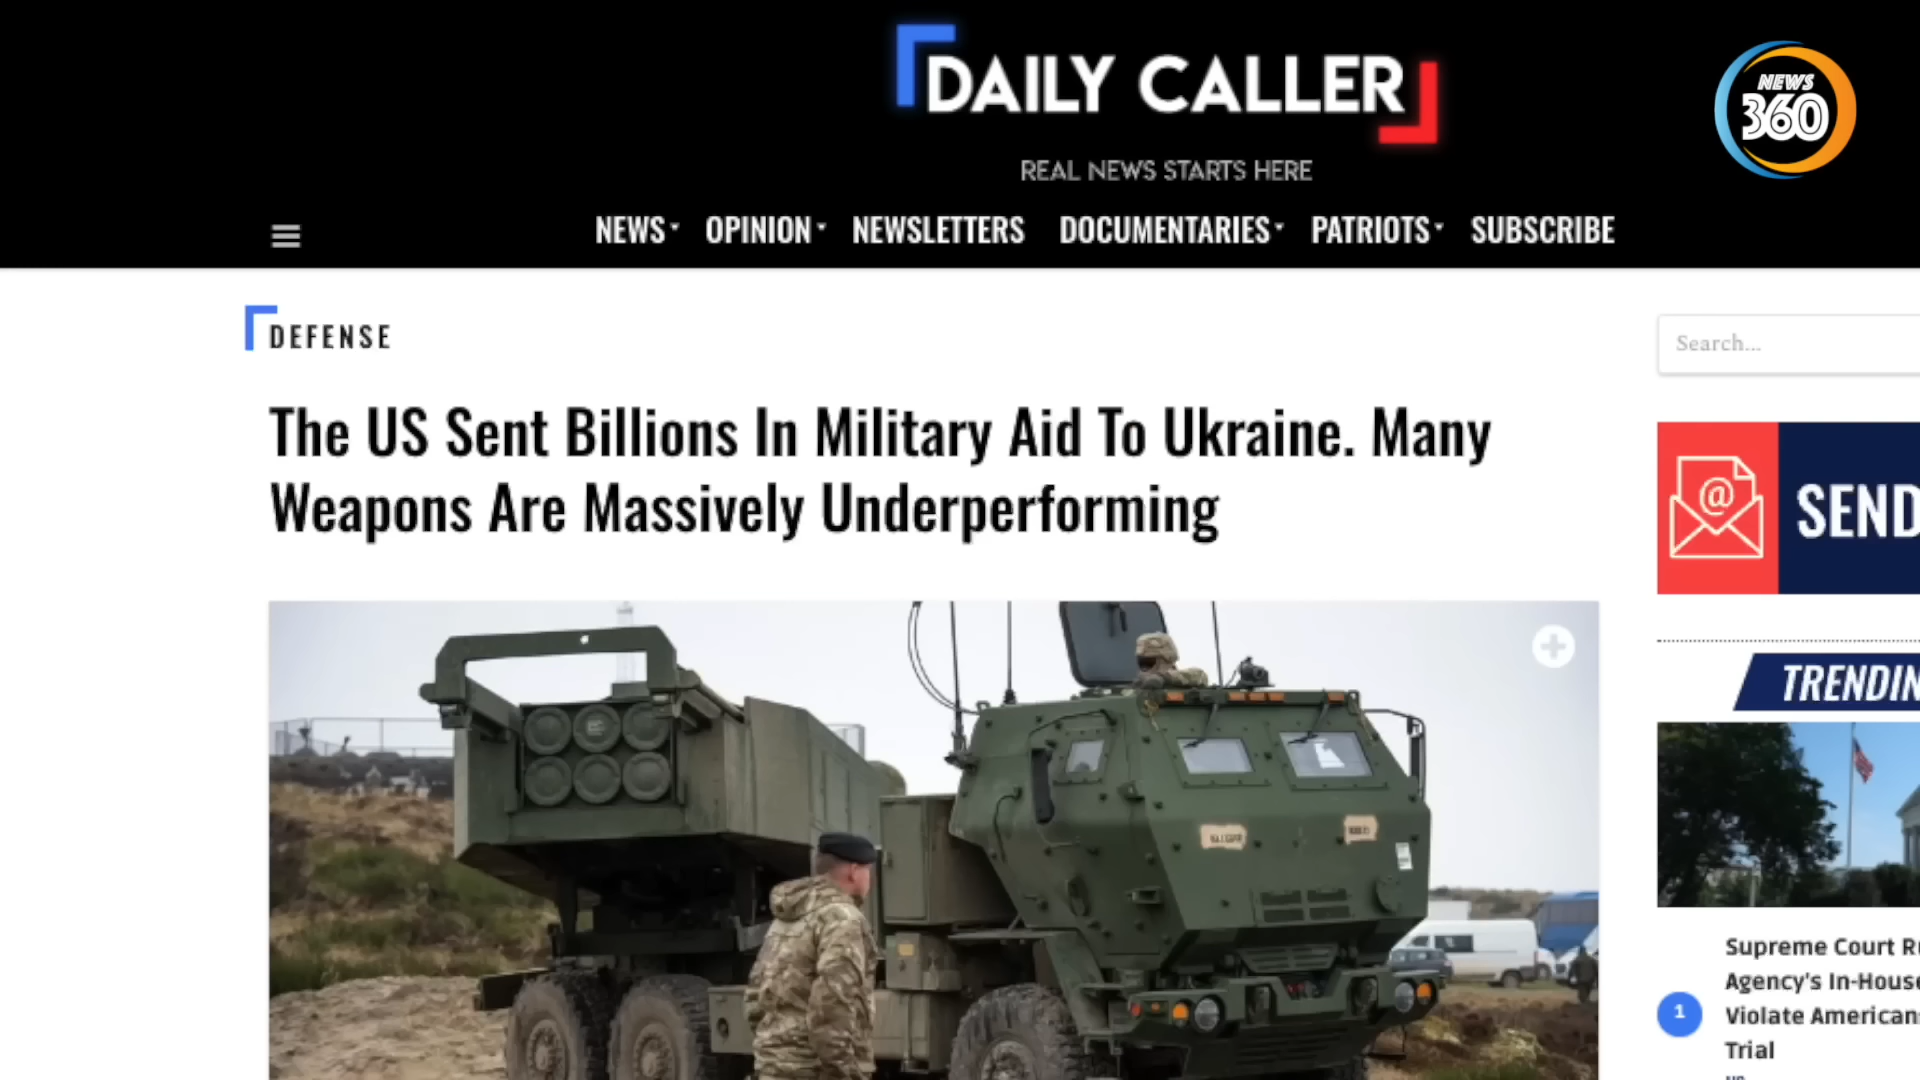 DAILY CALLER
REAL NEWS STARTS HERE
NEWS
360
NEWS
OPINION
NEWSLETTERS
DOCUMENTARIES
PATRIOTS
SUBSCRIBE
DEFENSE
Search...
The US Sent Billions In Military Aid To Ukraine. Many
Weapons Are Massively Underperforming
@
SEND
TRENDIN
Supreme Court R
Agency's In-House
Violate American
1
Trial